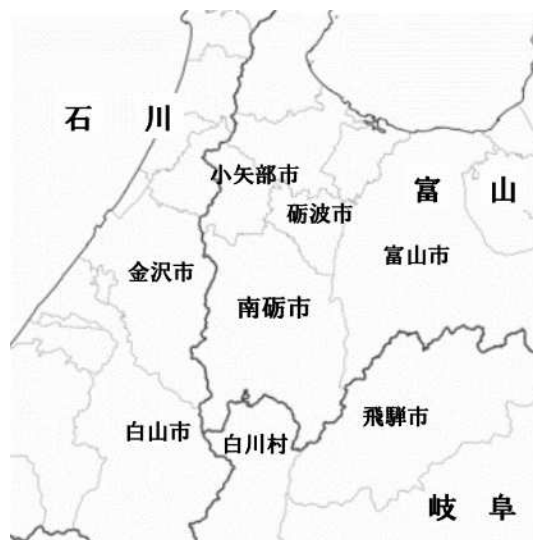 石川
小矢部市
富山
砺波市
富山市
金沢市
南砺市
飛騨市
白山市
白川村
岐阜